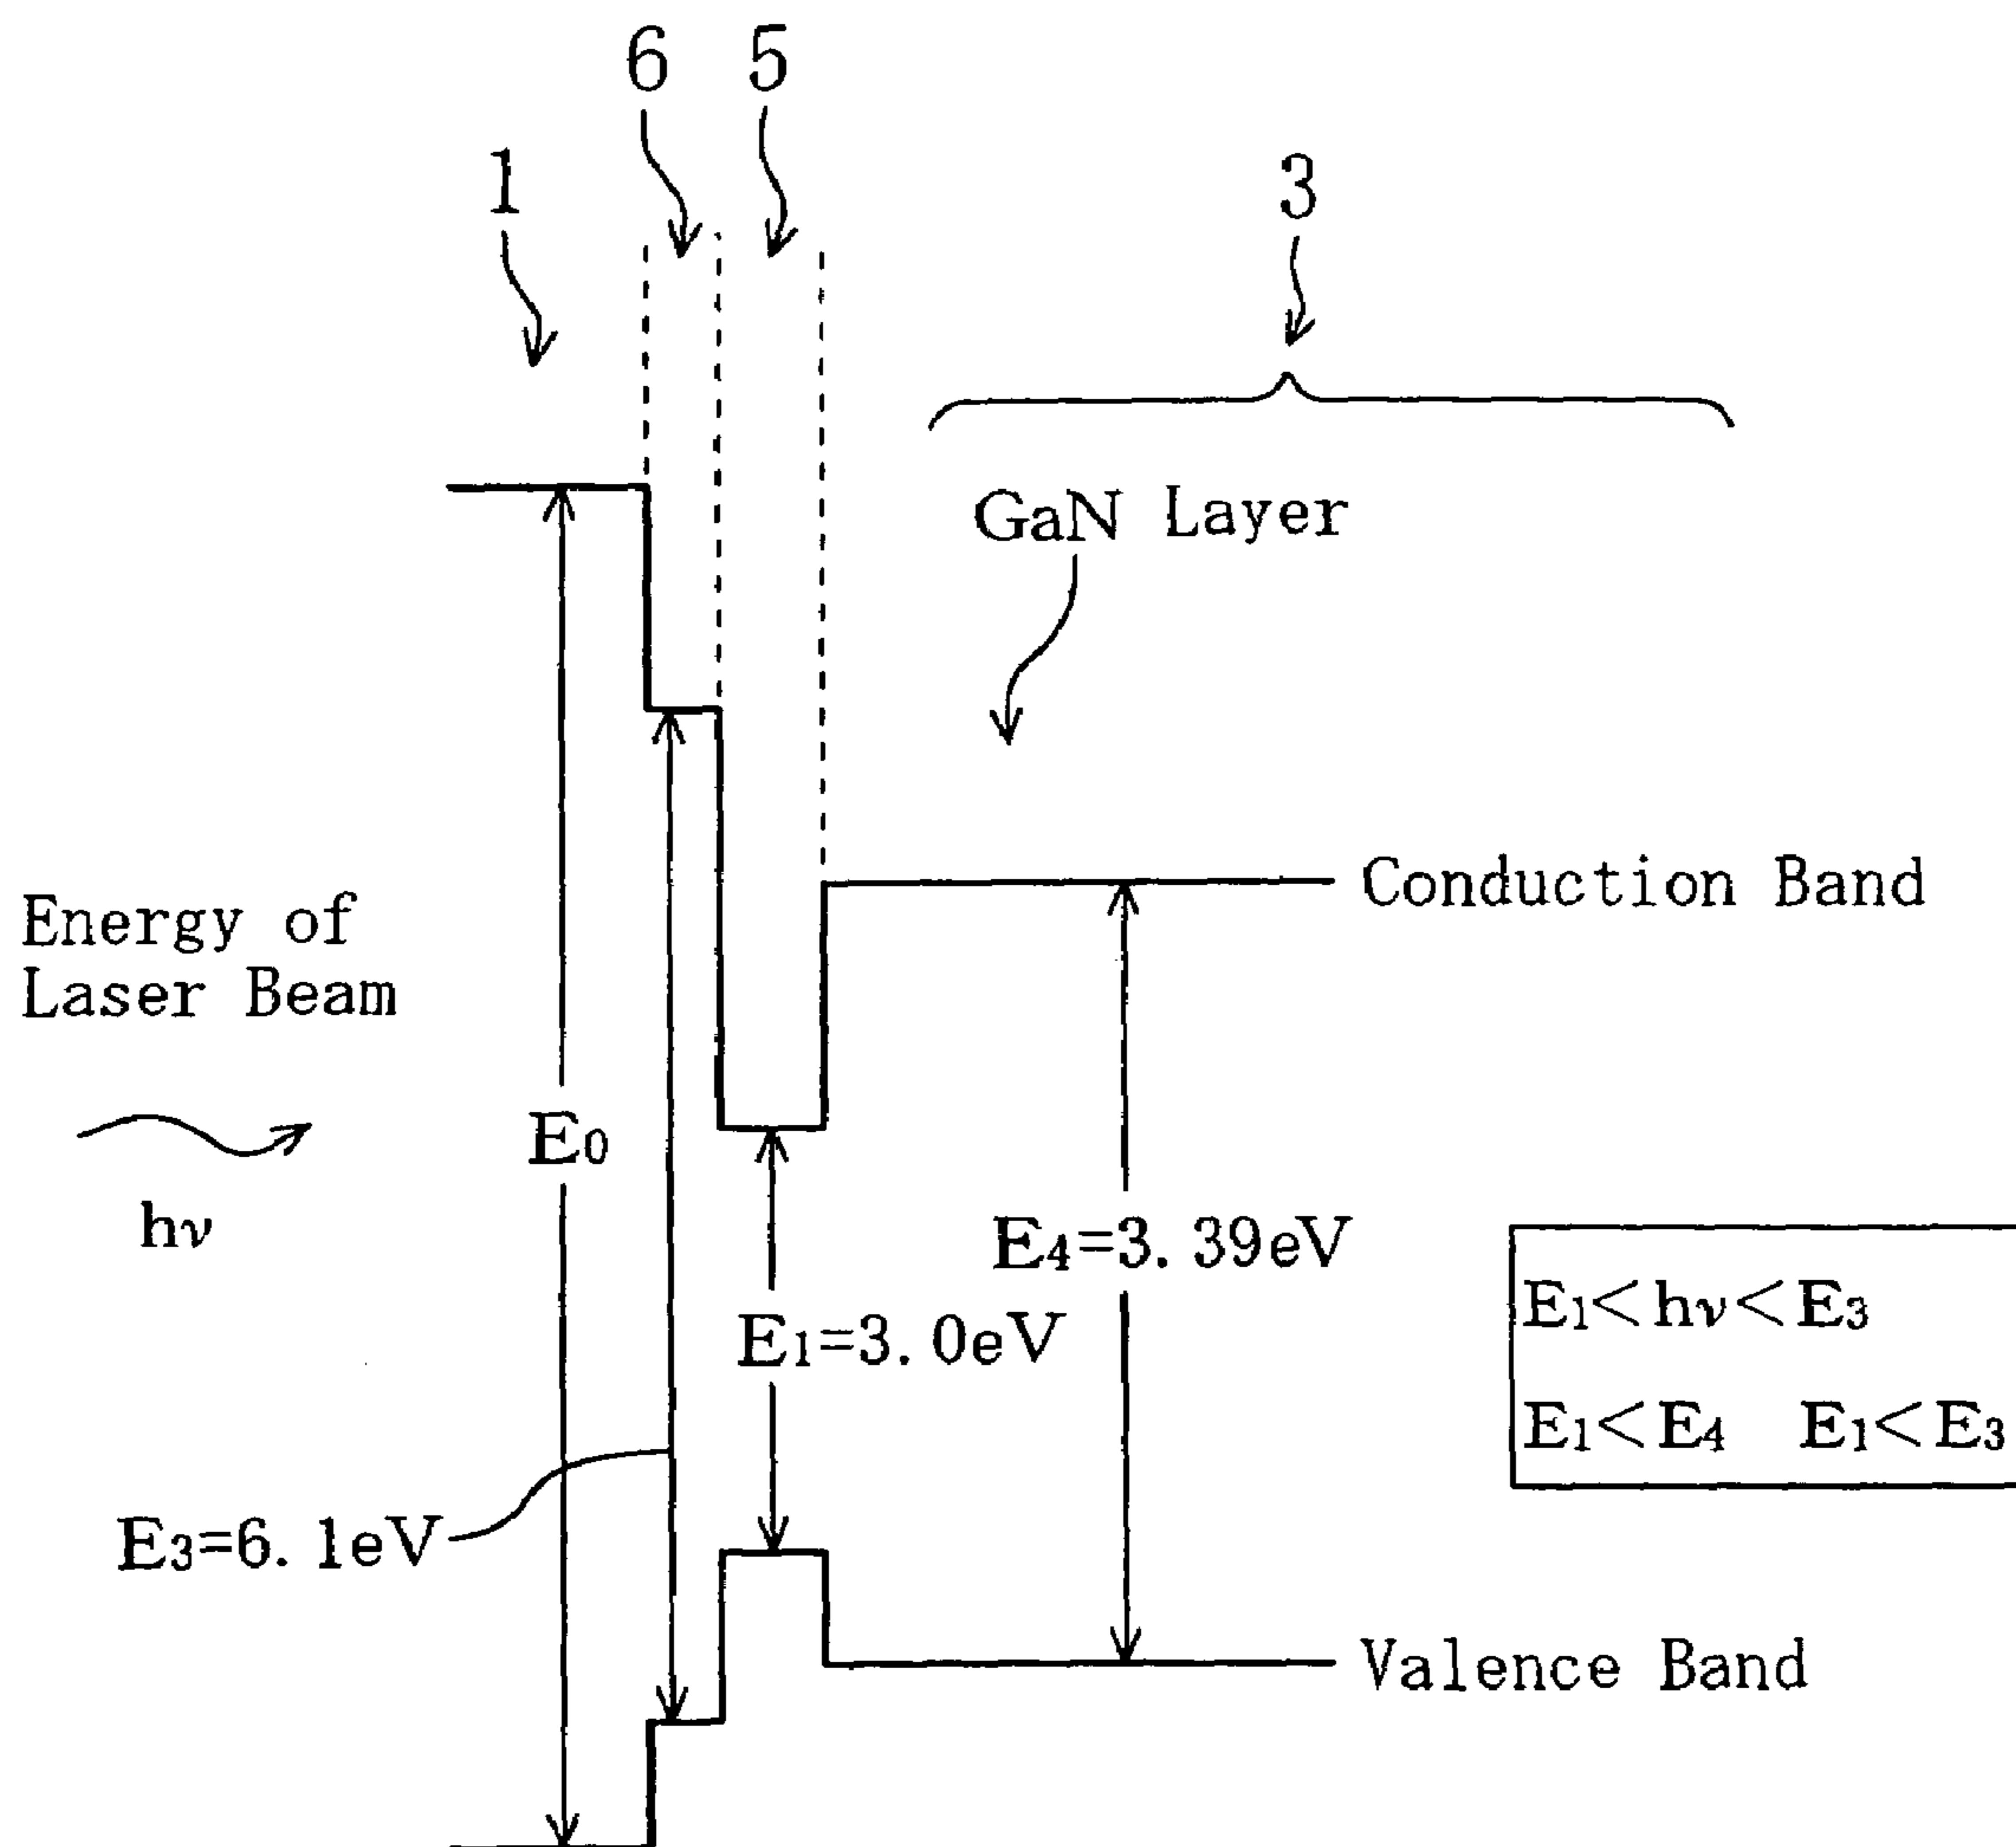 6 5
1
3
GaN Layer
Conduction Band
Energy of
Laser Beam
E0
hν
E4=3.39eV
E1<hν<E3
E1=3.0eV
E1<E4 E1<E3
E3=6.1eV
Valence Band